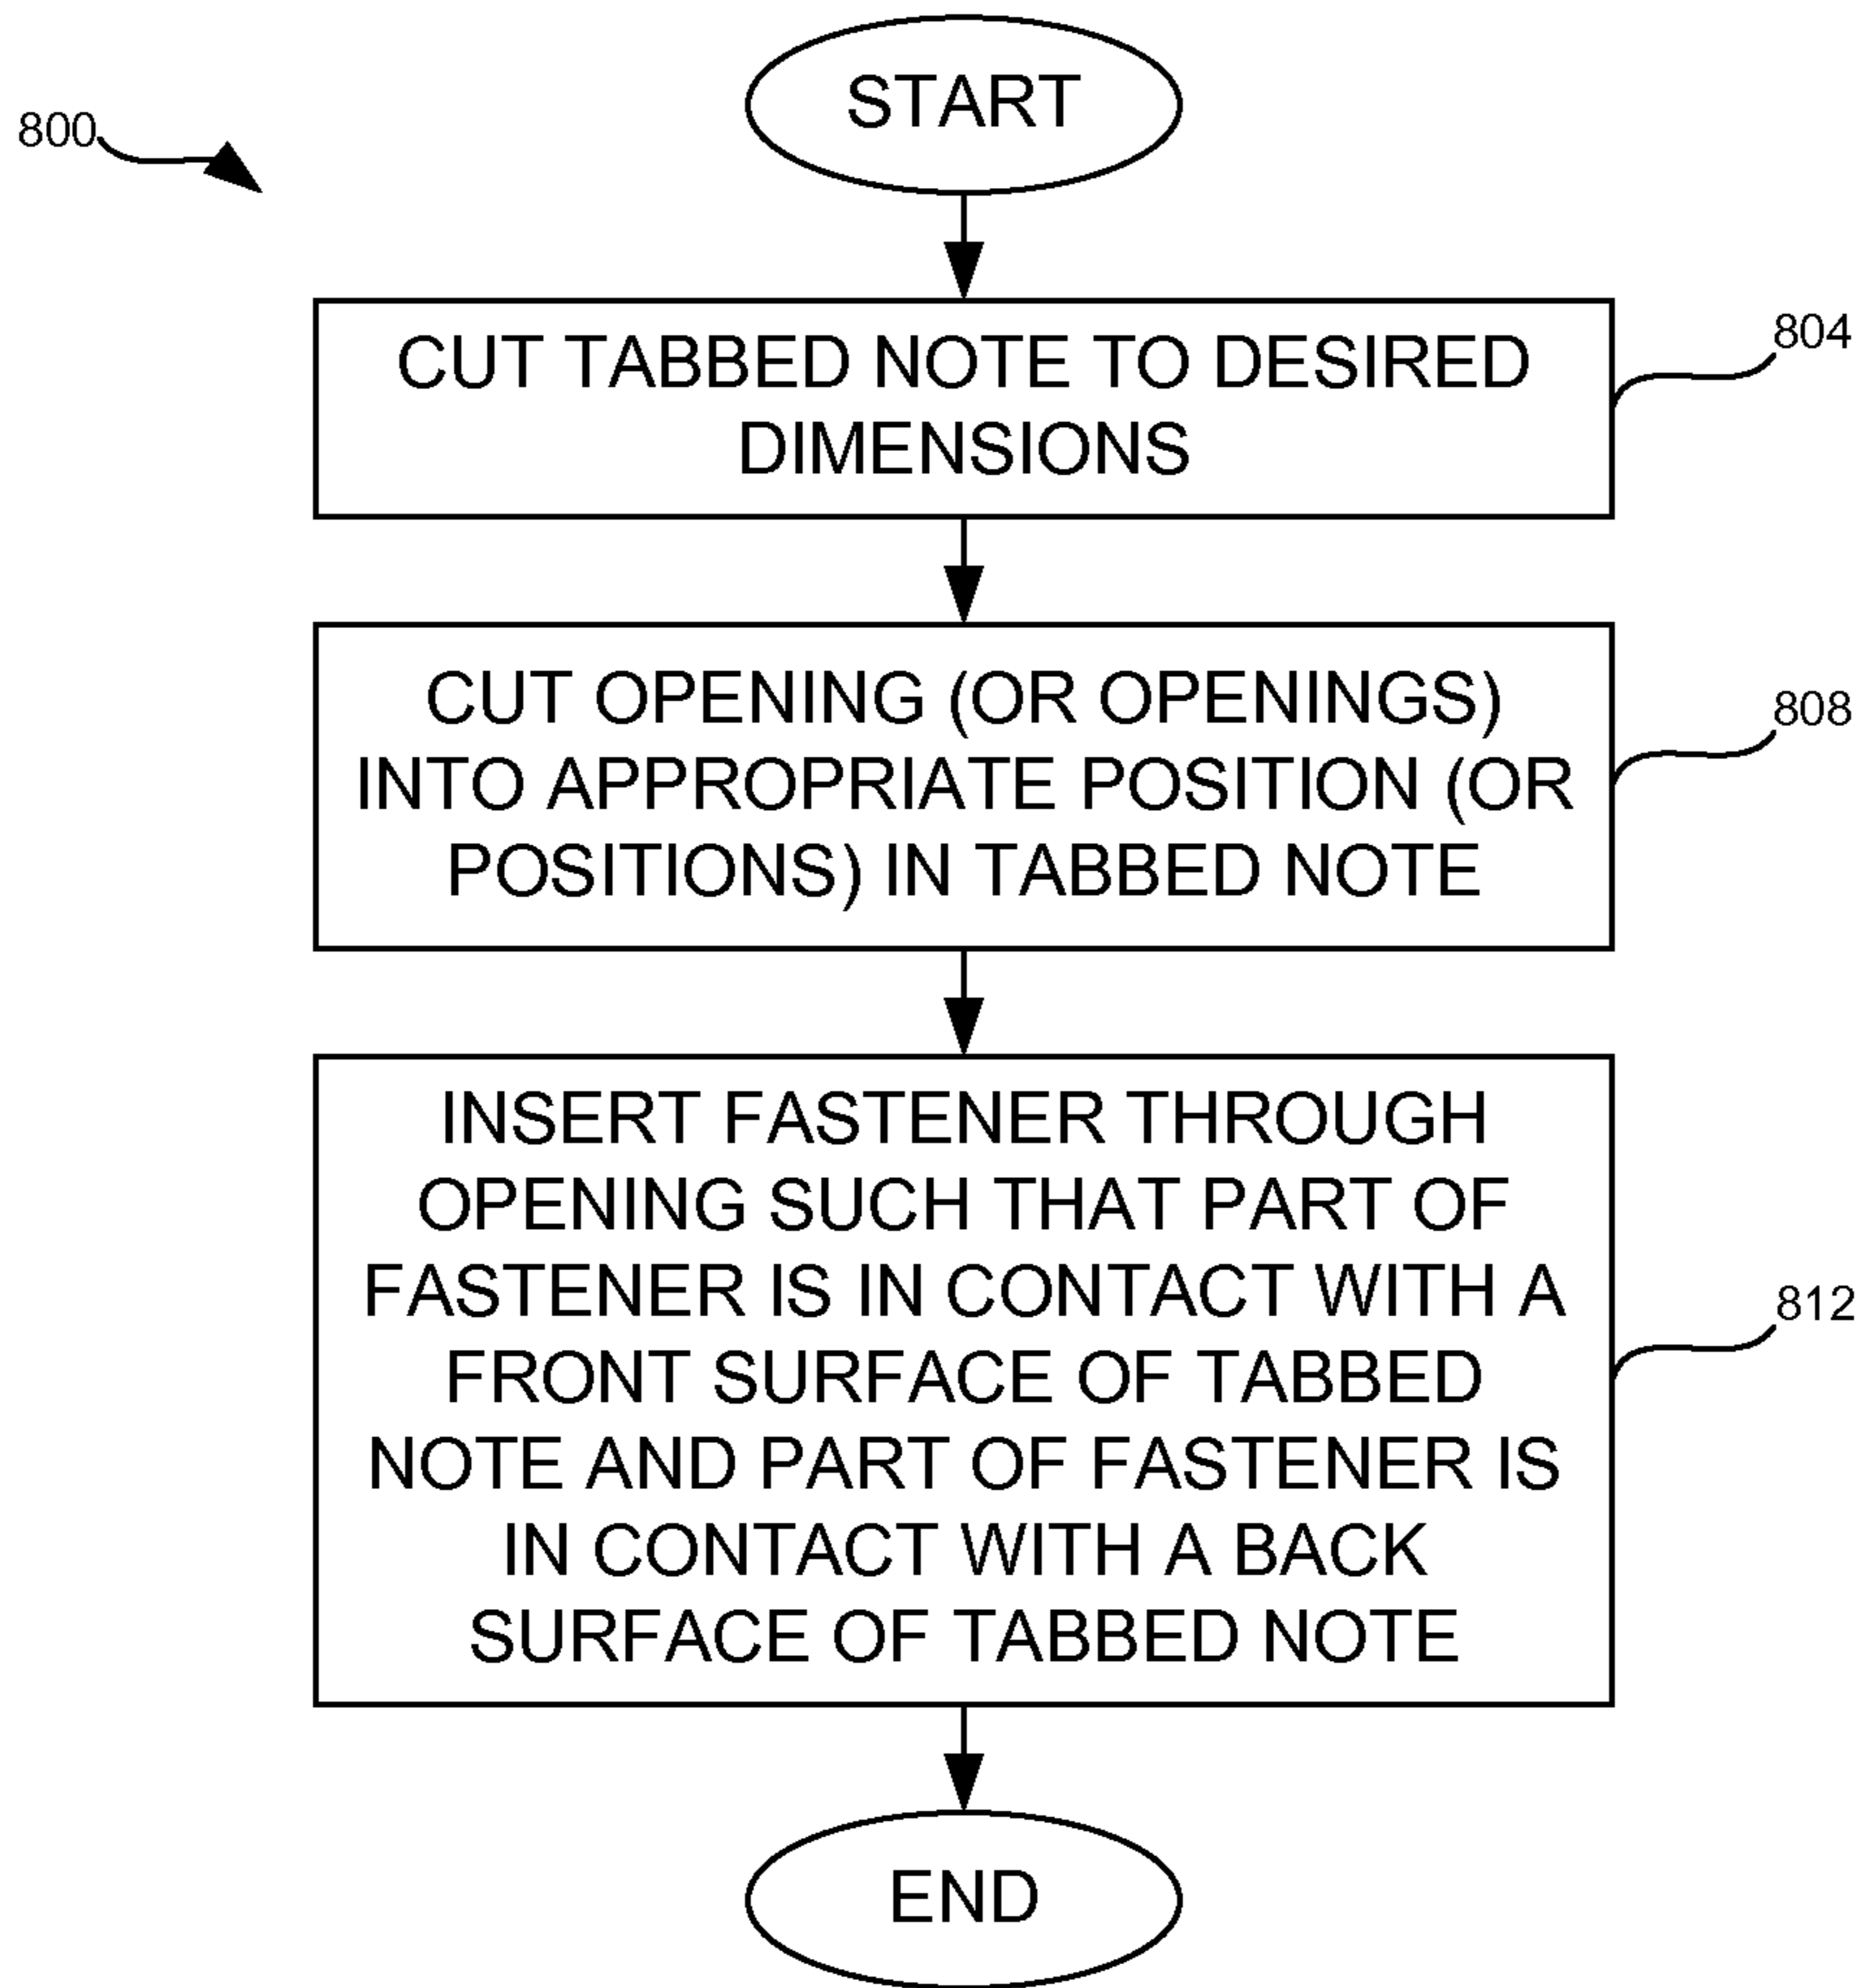 START
800
CUT TABBED NOTE TO DESIRED
DIMENSIONS
804
CUT OPENING (OR OPENINGS)
INTO APPROPRIATE POSITION (OR
POSITIONS) IN TABBED NOTE
808
INSERT FASTENER THROUGH
OPENING SUCH THAT PART OF
FASTENER IS IN CONTACT WITH A
FRONT SURFACE OF TABBED
NOTE AND PART OF FASTENER IS
IN CONTACT WITH A BACK
SURFACE OF TABBED NOTE
812
END